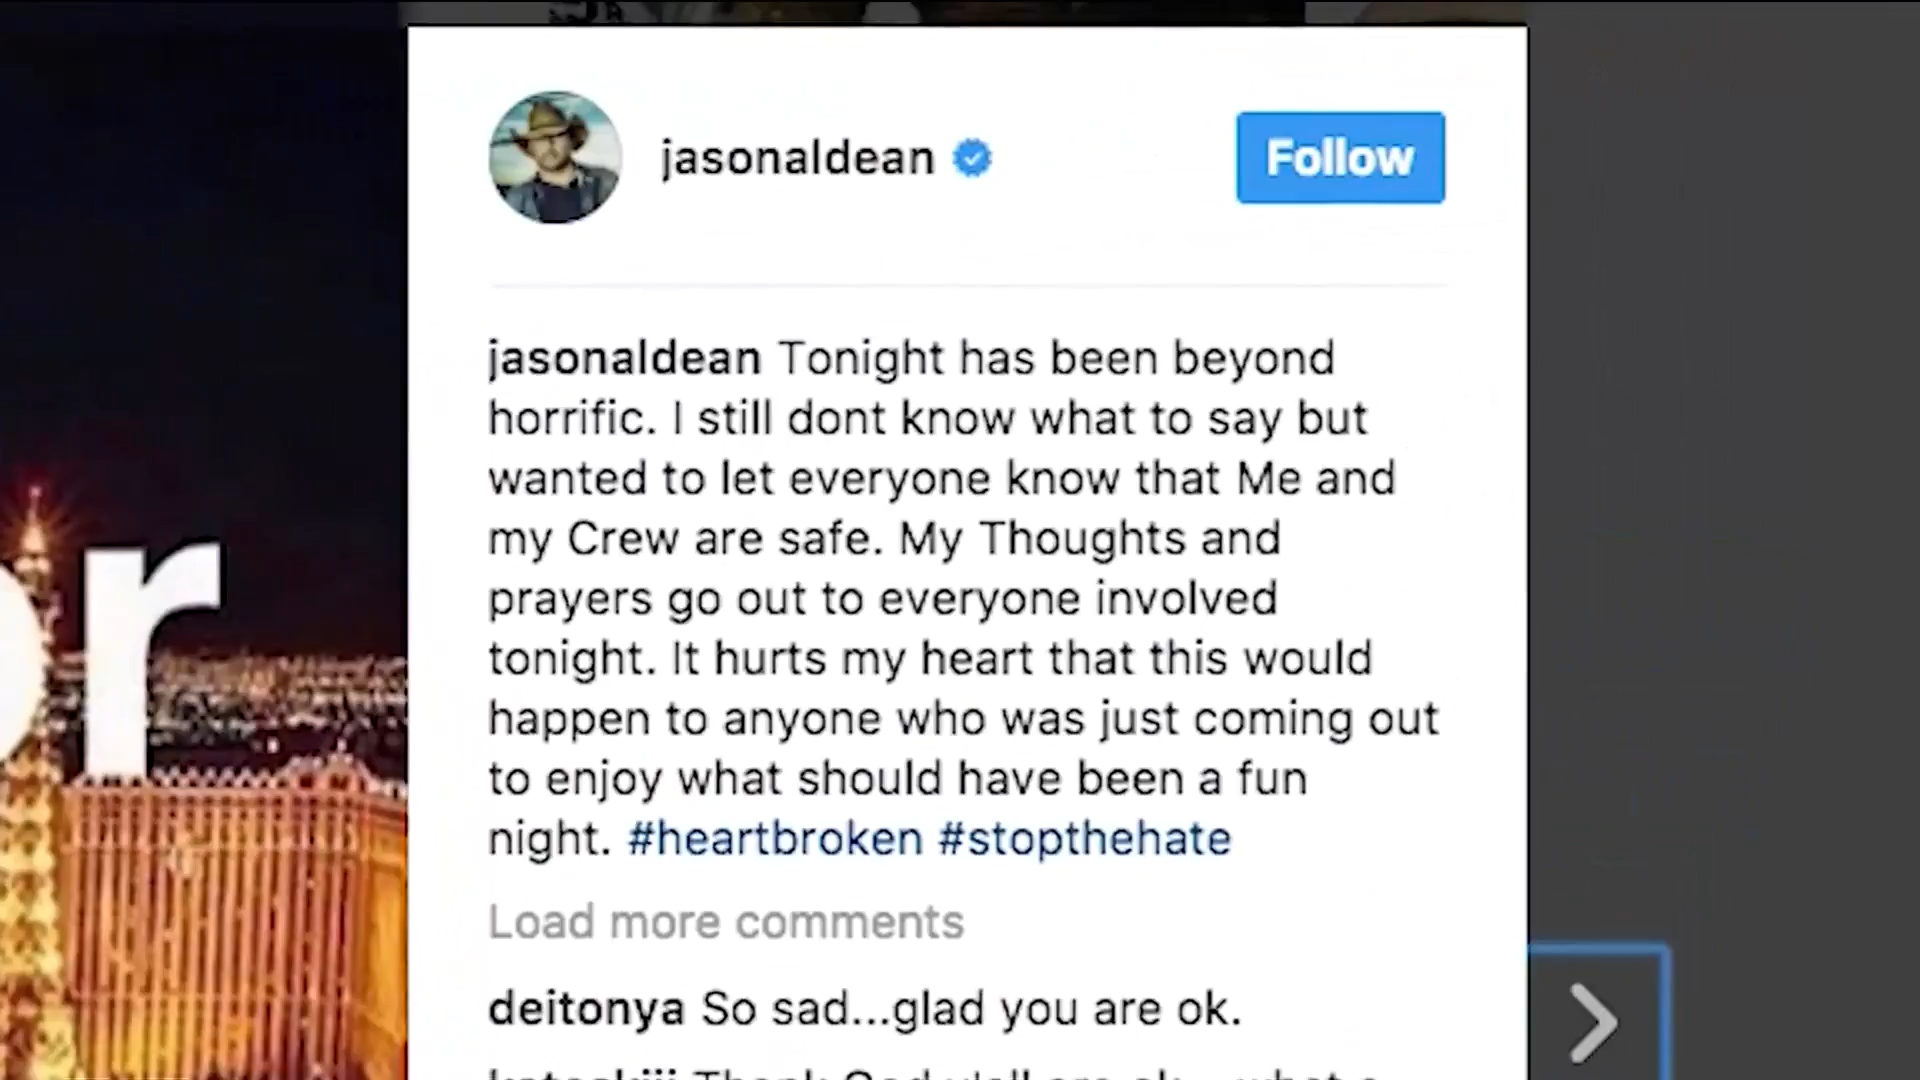 jasonaldean
Follow
jasonaldean Tonight has been beyond
horrific. I still dont know what to say but
wanted to let everyone know that Me and
my Crew are safe. My Thoughts and
prayers go out to everyone involved
tonight. It hurts my heart that this would
happen to anyone who was just coming out
to enjoy what should have been a fun
night. #heartbroken #stopthehate
Load more comments
deitonya So sad...glad you are ok.
r